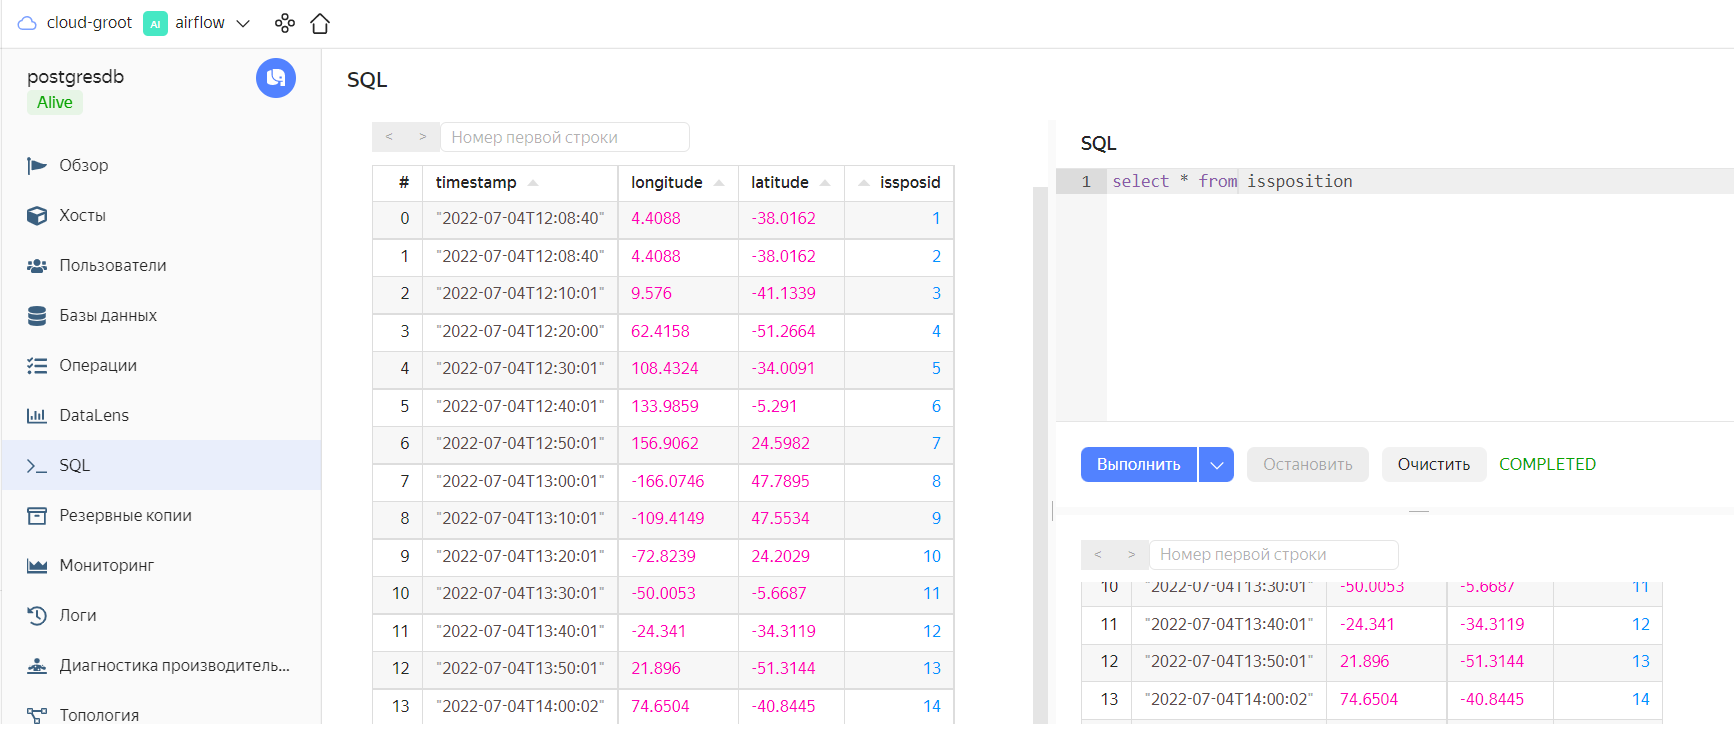 cloud-groot AI airflow
postgresdb
Alive
Обзор
Хосты
Пользователи
Базы данных
Операции
DataLens
SQL
Резервные копии
Мониторинг
Логи
Диагностика производитель...
Топология
SQL
< > Номер первой строки
# timestamp longitude latitude issposid
0 "2022-07-04T12:08:40" 4.4088 -38.0162 1
1 "2022-07-04T12:08:40" 4.4088 -38.0162 2
2 "2022-07-04T12:10:01" 9.576 -41.1339 3
3 "2022-07-04T12:20:00" 62.4158 -51.2664 4
4 "2022-07-04T12:30:01" 108.4324 -34.0091 5
5 "2022-07-04T12:40:01" 133.9859 -5.291 6
6 "2022-07-04T12:50:01" 156.9062 24.5982 7
7 "2022-07-04T13:00:01" -166.0746 47.7895 8
8 "2022-07-04T13:10:01" -109.4149 47.5534 9
9 "2022-07-04T13:20:01" -72.8239 24.2029 10
10 "2022-07-04T13:30:01" -50.0053 -5.6687 11
11 "2022-07-04T13:40:01" -24.341 -34.3119 12
12 "2022-07-04T13:50:01" 21.896 -51.3144 13
13 "2022-07-04T14:00:02" 74.6504 -40.8445 14
SQL
1 select * from issposition
Выполнить Остановить Очистить COMPLETED
< > Номер первой строки
10 "2022-07-04T13:30:01" -50.0053 -5.6687 11
11 "2022-07-04T13:40:01" -24.341 -34.3119 12
12 "2022-07-04T13:50:01" 21.896 -51.3144 13
13 "2022-07-04T14:00:02" 74.6504 -40.8445 14